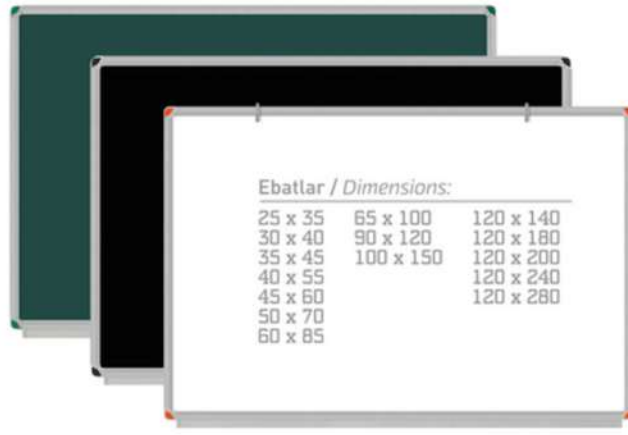 Ebatlar / Dimensions:
25 x 35
30 x 40
35 x 45
40 x 55
45 x 60
50 x 70
60 x 85
65 x 100
90 x 120
100 x 150
120 x 140
120 x 180
120 x 200
120 x 240
120 x 280